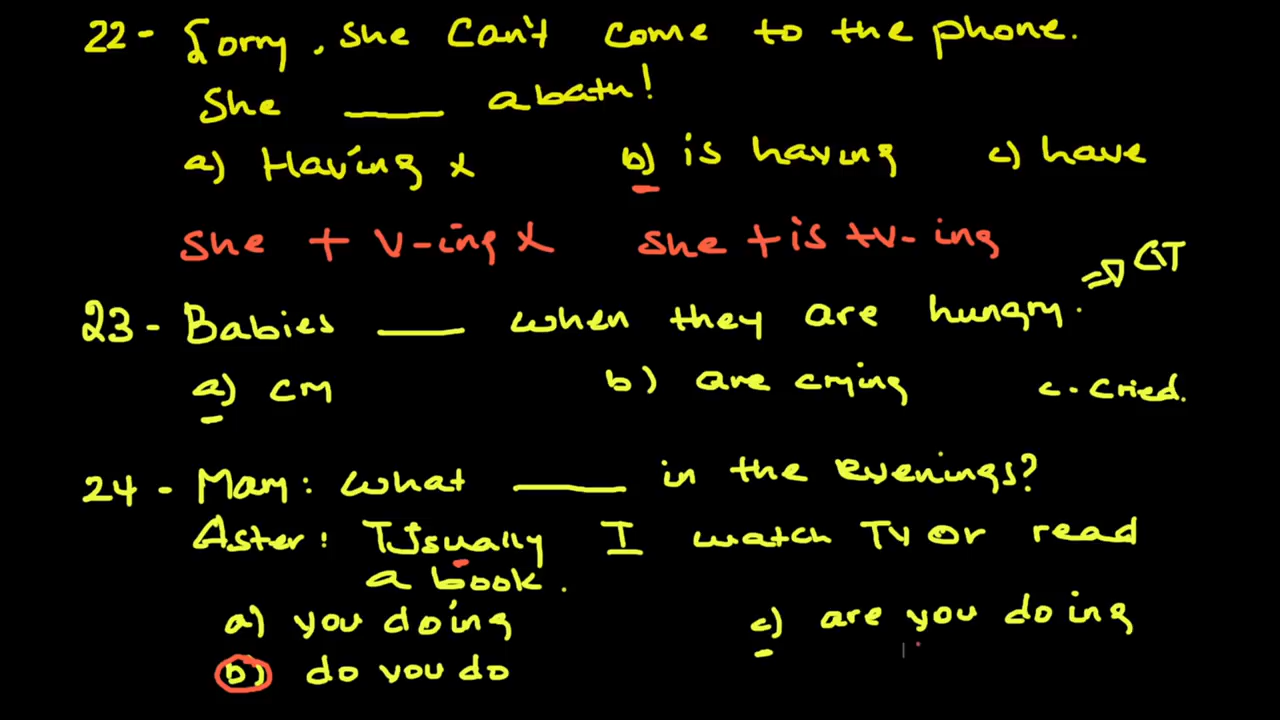 22- Sorry, she can't come to the phone.
She ____ a bath!
a) Having x b) is having c) have
She + V-ing x She + is + v-ing
23- Babies ____ when they are hungry. ⇒ GT
a) cry b) are crying c. cried.
24- Mary: what ____ in the evenings?
Aster: Usually I watch TV or read
a book.
a) you doing c) are you doing
b) do you do